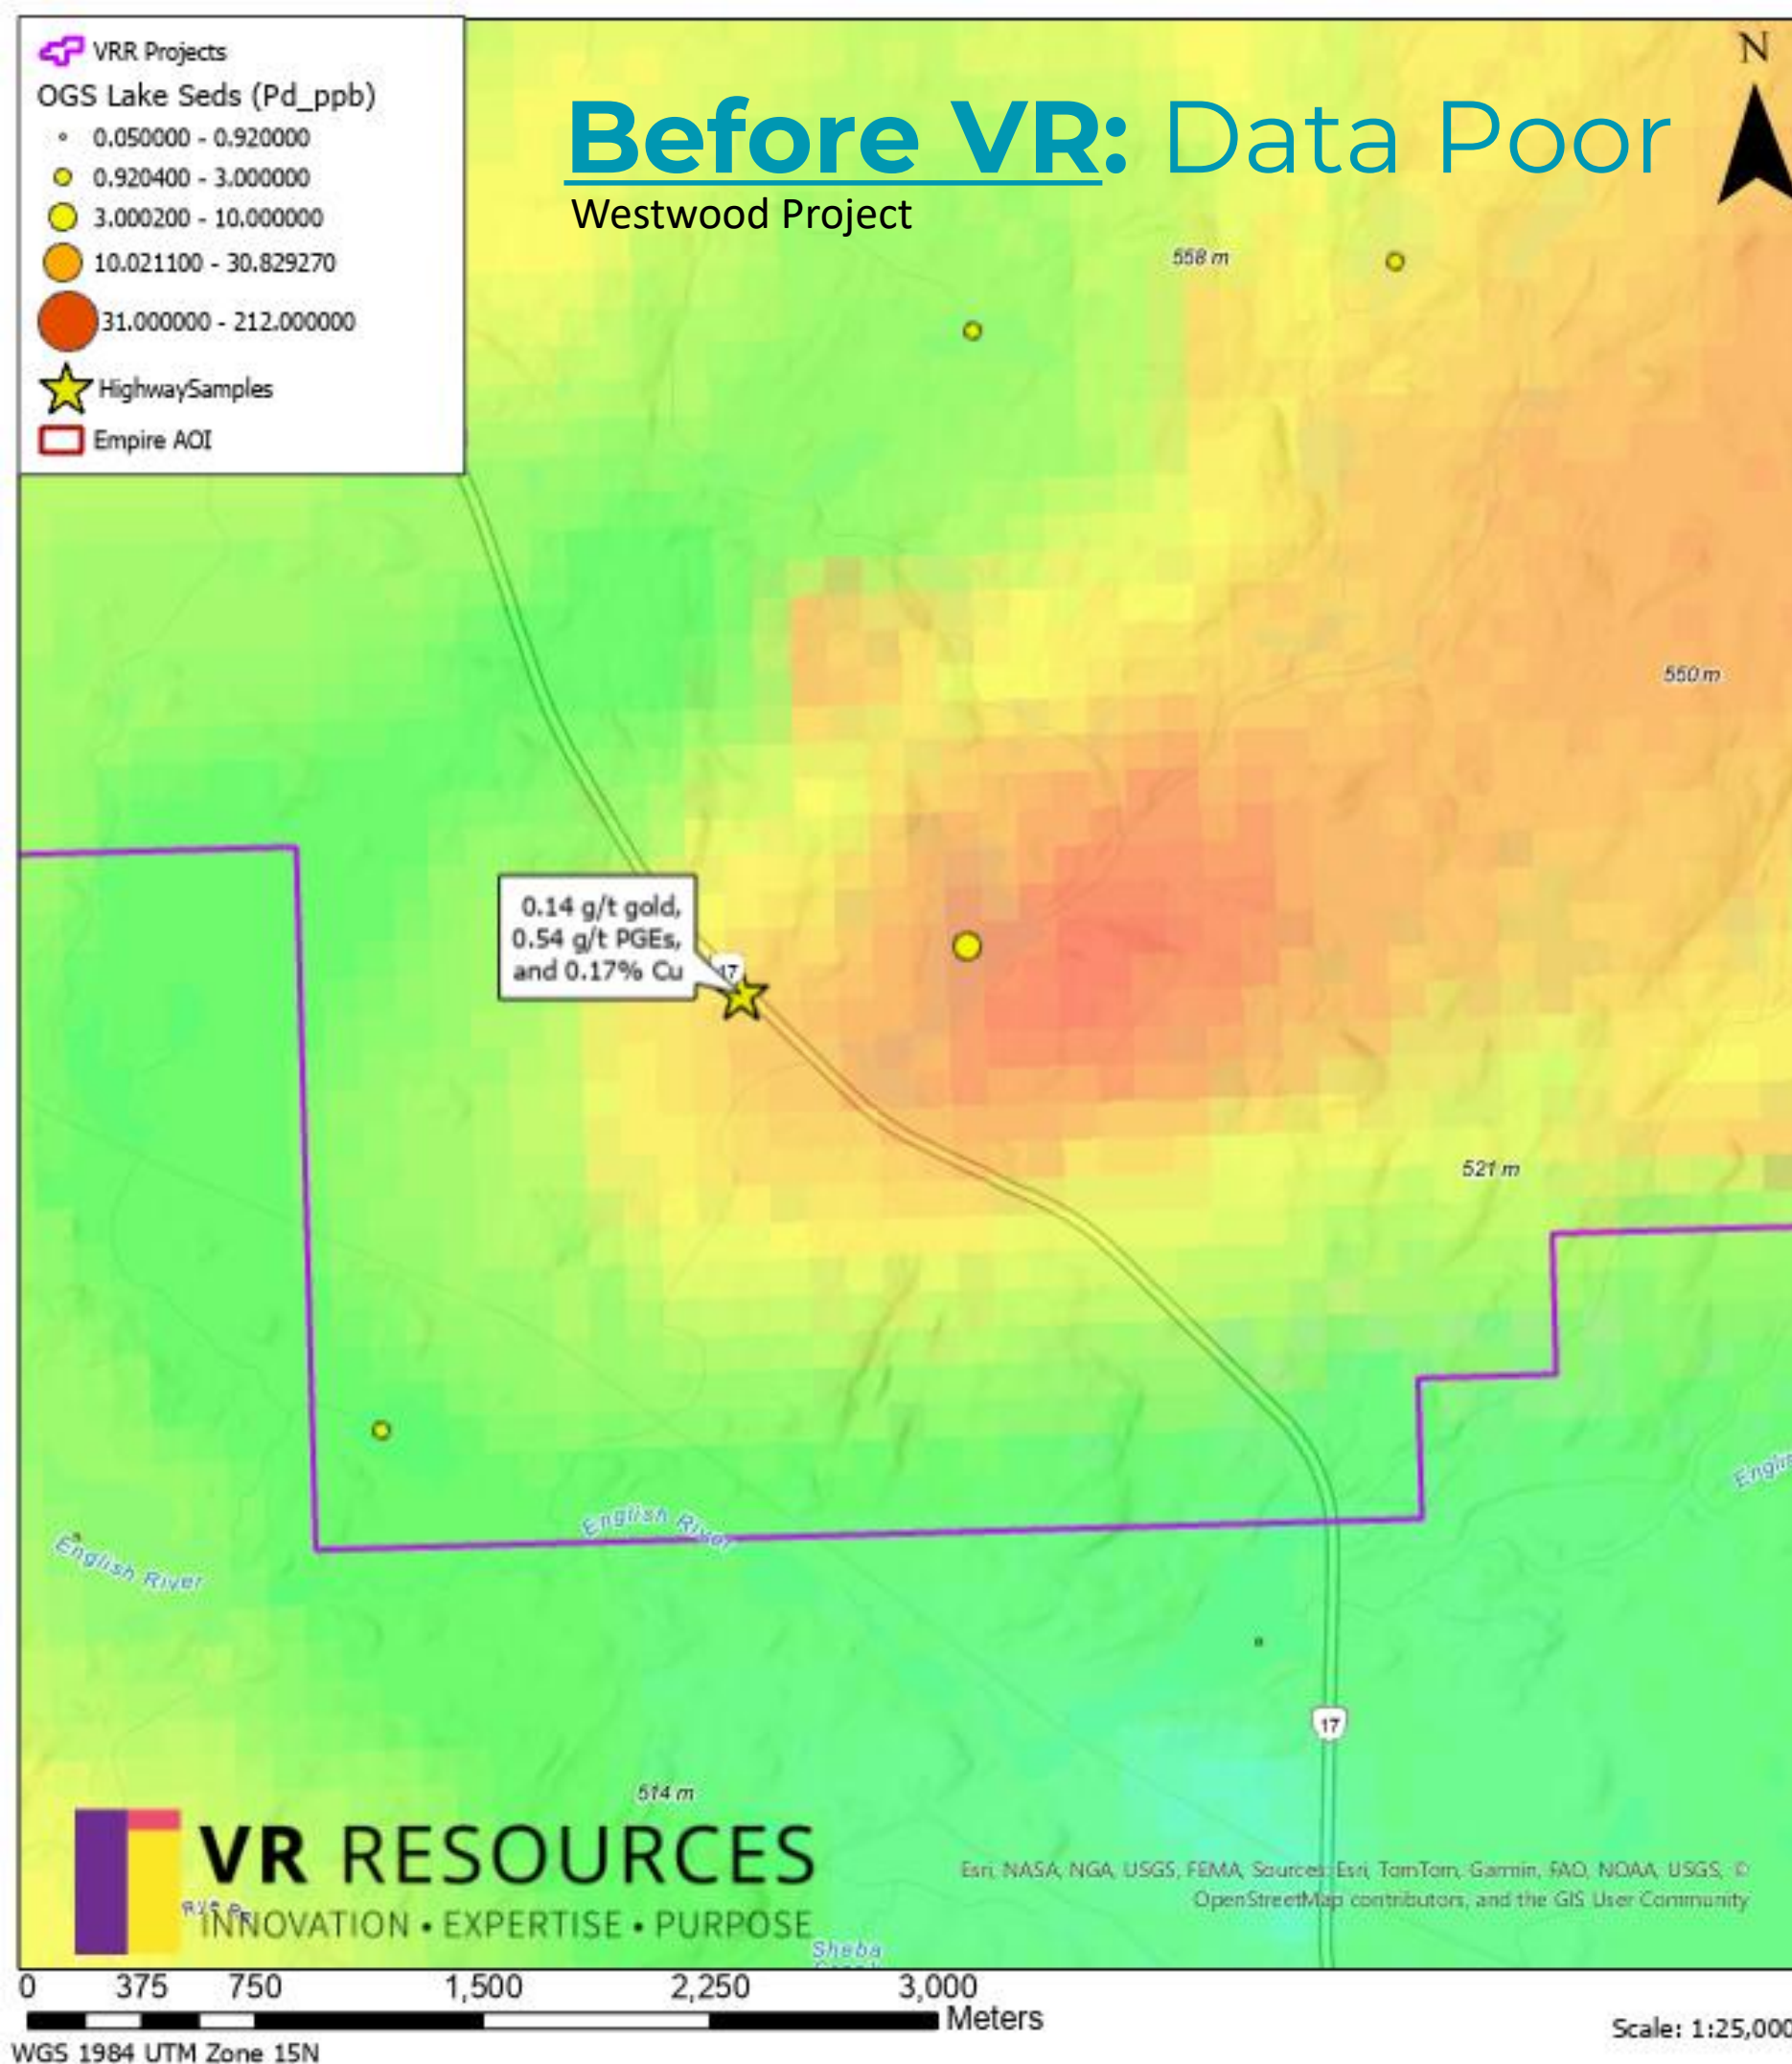 VRR Projects
OGS Lake Seds (Pd_ppb)
0.050000 - 0.920000
0.920400 - 3.000000
3.000200 - 10.000000
10.021100 - 30.829270
31.000000 - 212.000000
HighwaySamples
Empire AOI
Before VR: Data Poor
Westwood Project
N
558 m
550 m
0.14 g/t gold,
0.54 g/t PGEs,
and 0.17% Cu
17
521 m
English River
English River
17
514 m
VR RESOURCES
INNOVATION • EXPERTISE • PURPOSE
Esri, NASA, NGA, USGS, FEMA, Sources: Esri, TomTom, Garmin, FAO, NOAA, USGS, ©
OpenStreetMap contributors, and the GIS User Community
Sheba
0 375 750 1,500 2,250 3,000
Meters
Scale: 1:25,000
WGS 1984 UTM Zone 15N